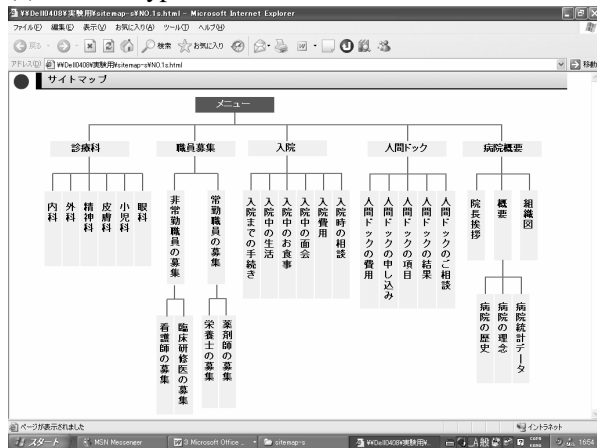 ¥¥Dell0408¥実験用¥sitemap-s¥NO.1s.html - Microsoft Internet Explorer
ファイル(F) 編集(E) 表示(V) お気に入り(A) ツール(T) ヘルプ(H)
戻る 検索 お気に入り
アドレス(D) ¥¥Dell0408¥実験用¥sitemap-s¥NO.1s.html 移動
サイトマップ
メニュー
診療科 職員募集 入院 人間ドック 病院概要
内科
外科
精神科
皮膚科
小児科
眼科
非常勤職員の募集
常勤職員の募集
入院までの手続き
入院中の生活
入院中のお食事
入院中の面会
入院費用
入院時の相談
人間ドックの費用
人間ドックの申し込み
人間ドックの項目
人間ドックの結果
人間ドックのご相談
院長挨拶
概要
組織図
看護師の募集
臨床研修医の募集
栄養士の募集
薬剤師の募集
病院の歴史
病院の理念
病院統計データ
ページが表示されました イントラネット
スタート MSN Messenger 3 Microsoft Office ... sitemap-s ¥¥Dell0408¥実験用¥... A 般 16:54